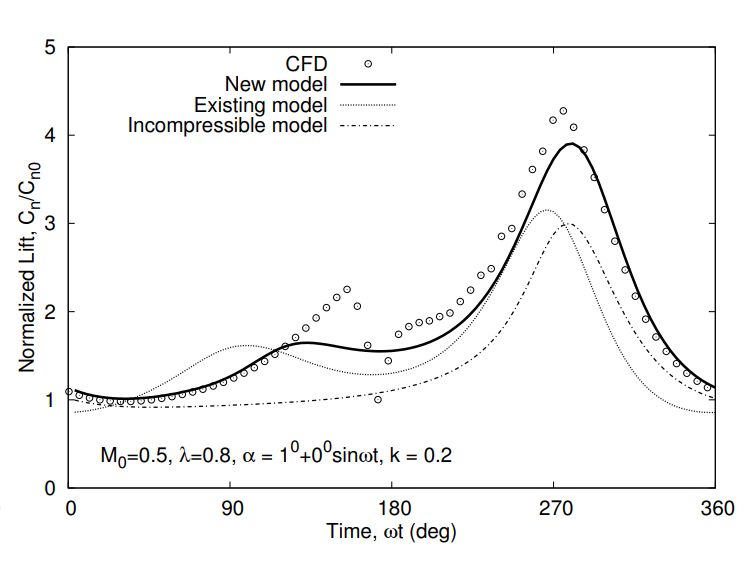 5
4
3
2
1
0
Normalized Lift, Cn/Cn0
CFD
New model
Existing model
Incompressible model
M0=0.5, λ=0.8, α = 1⁰+0⁰sinωt, k = 0.2
0 90 180 270 360
Time, ωt (deg)